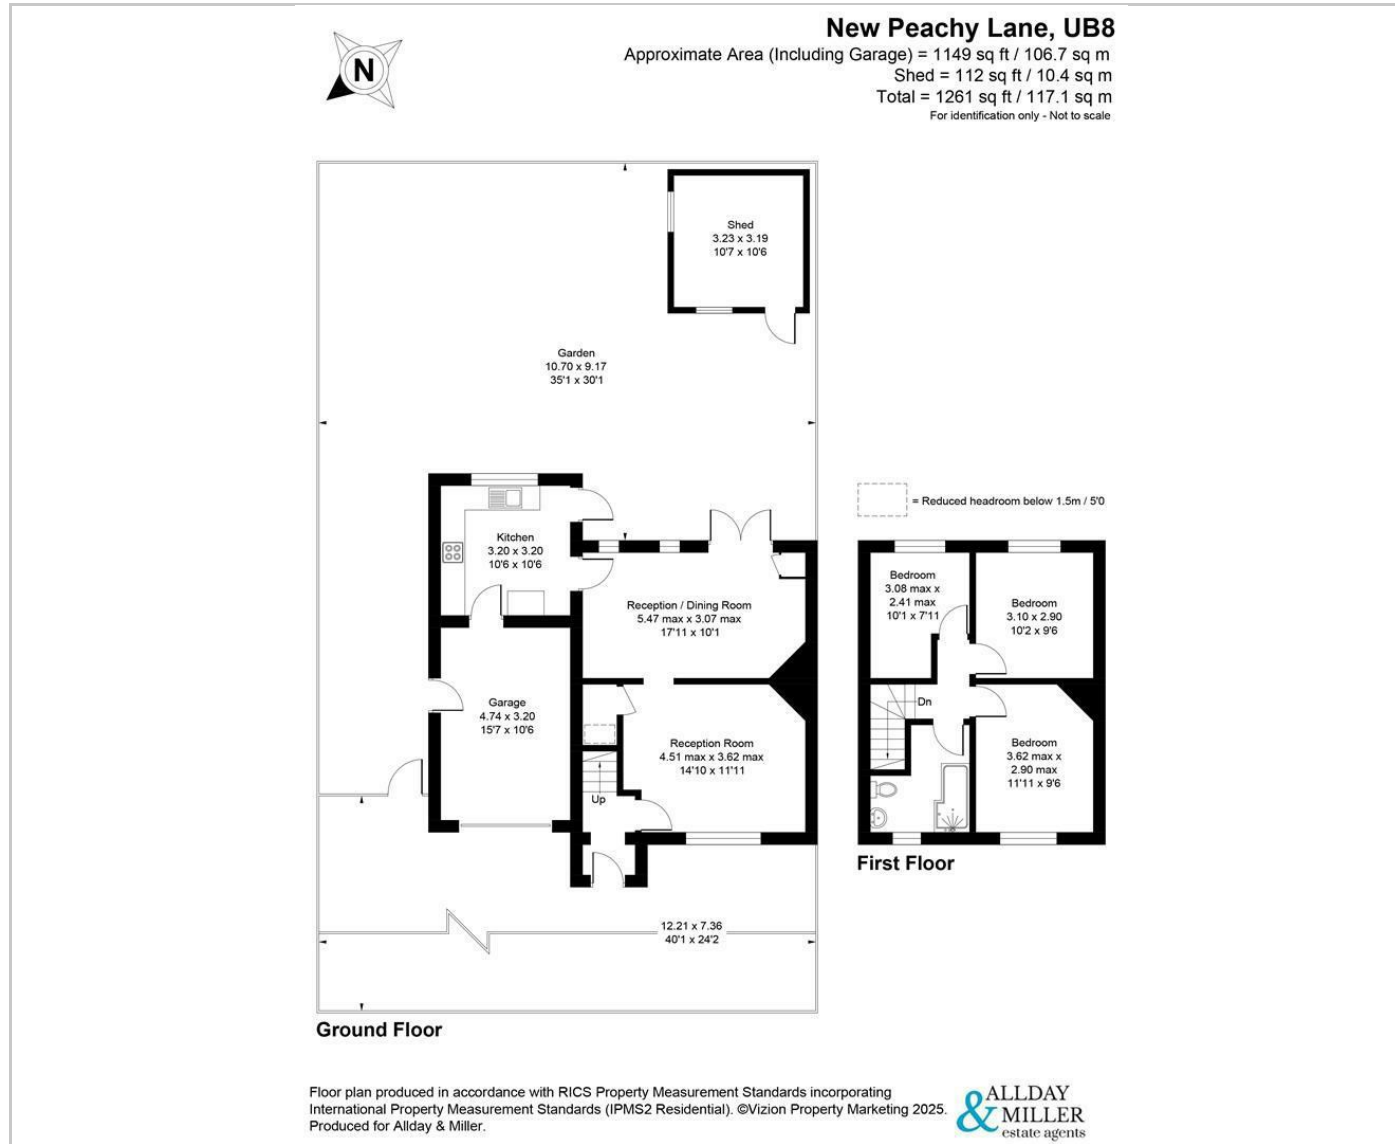 New Peachy Lane, UB8
Approximate Area (Including Garage) = 1149 sq ft / 106.7 sq m
Shed = 112 sq ft / 10.4 sq m
Total = 1261 sq ft / 117.1 sq m
For identification only - Not to scale
N
Shed
3.23 x 3.19
10'7 x 10'6
Garden
10.70 x 9.17
35'1 x 30'1
Kitchen
3.20 x 3.20
10'6 x 10'6
Reception / Dining Room
5.47 max x 3.07 max
17'11 x 10'1
Garage
4.74 x 3.20
15'7 x 10'6
Reception Room
4.51 max x 3.62 max
14'10 x 11'11
Up
12.21 x 7.36
40'1 x 24'2
Ground Floor
= Reduced headroom below 1.5m / 5'0
Bedroom
3.08 max x
2.41 max
10'1 x 7'11
Bedroom
3.10 x 2.90
10'2 x 9'6
Dn
Bedroom
3.62 max x
2.90 max
11'11 x 9'6
First Floor
Floor plan produced in accordance with RICS Property Measurement Standards incorporating
International Property Measurement Standards (IPMS2 Residential). ©Vizion Property Marketing 2025.
Produced for Allday & Miller.
ALLDAY
& MILLER
estate agents